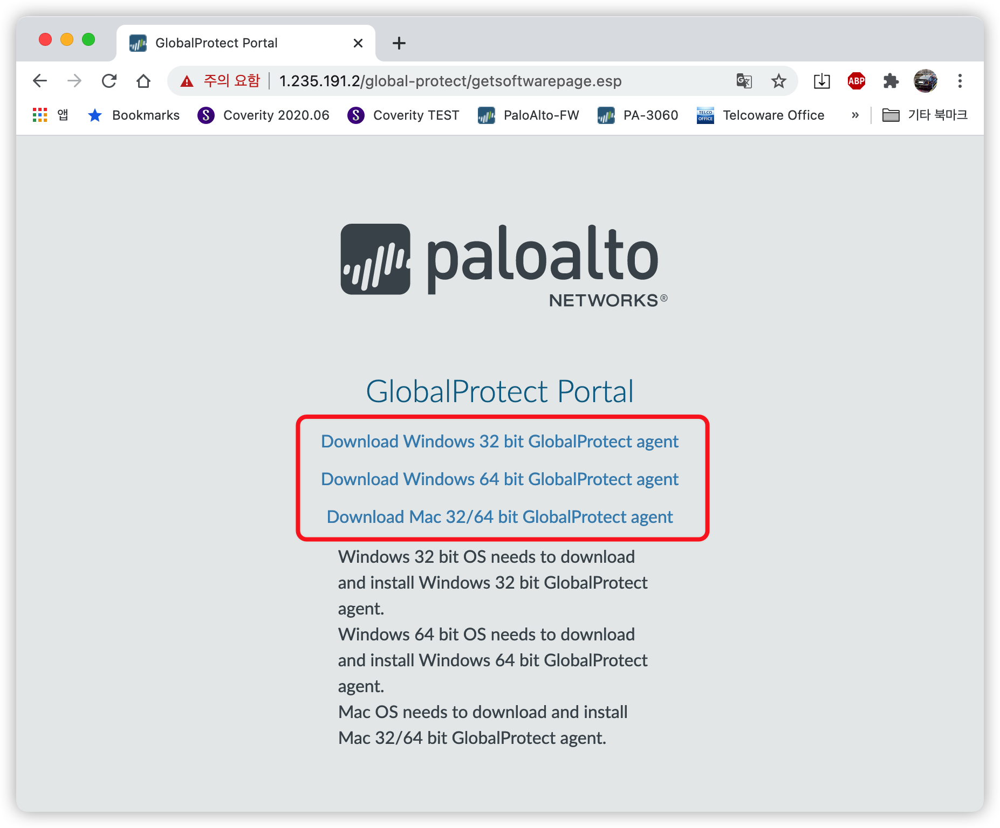 GlobalProtect Portal
주의 요함 1.235.191.2/global-protect/getsoftwarepage.esp
ABP
앱 Bookmarks Coverity 2020.06 Coverity TEST PaloAlto-FW PA-3060 TELCO OFFICE Telcoware Office » 기타 북마크
paloalto
NETWORKS®
GlobalProtect Portal
Download Windows 32 bit GlobalProtect agent
Download Windows 64 bit GlobalProtect agent
Download Mac 32/64 bit GlobalProtect agent
Windows 32 bit OS needs to download
and install Windows 32 bit GlobalProtect
agent.
Windows 64 bit OS needs to download
and install Windows 64 bit GlobalProtect
agent.
Mac OS needs to download and install
Mac 32/64 bit GlobalProtect agent.